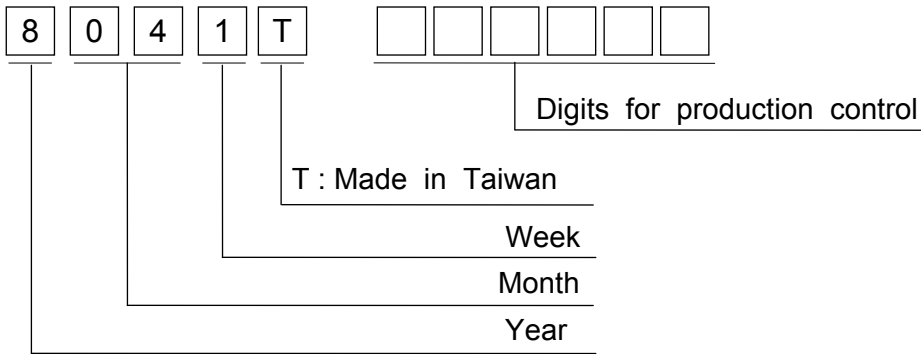 8 0 4 1 T
Digits for production control
T : Made in Taiwan
Week
Month
Year